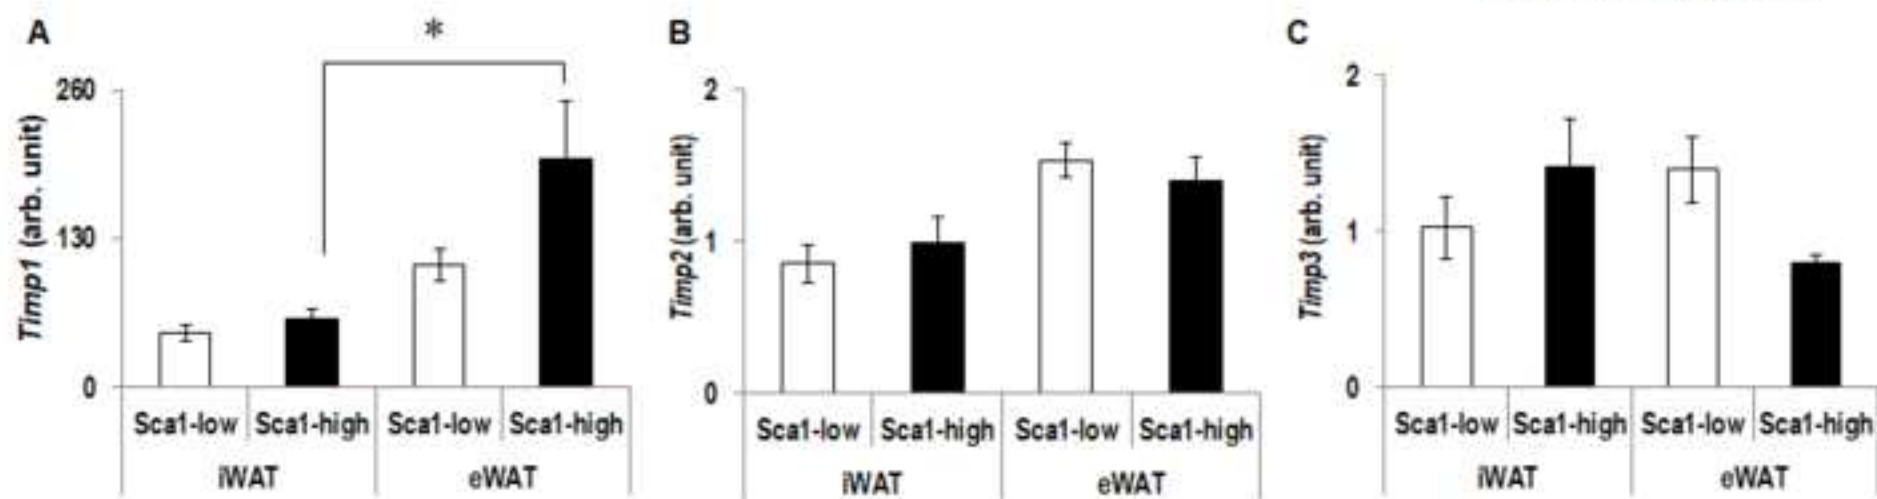 A
*
260
130
0
Timp1 (arb. unit)
Sca1-low Sca1-high Sca1-low Sca1-high
iWAT eWAT
B
2
1
0
Timp2 (arb. unit)
Sca1-low Sca1-high Sca1-low Sca1-high
iWAT eWAT
C
2
1
0
Timp3 (arb. unit)
Sca1-low Sca1-high Sca1-low Sca1-high
iWAT eWAT